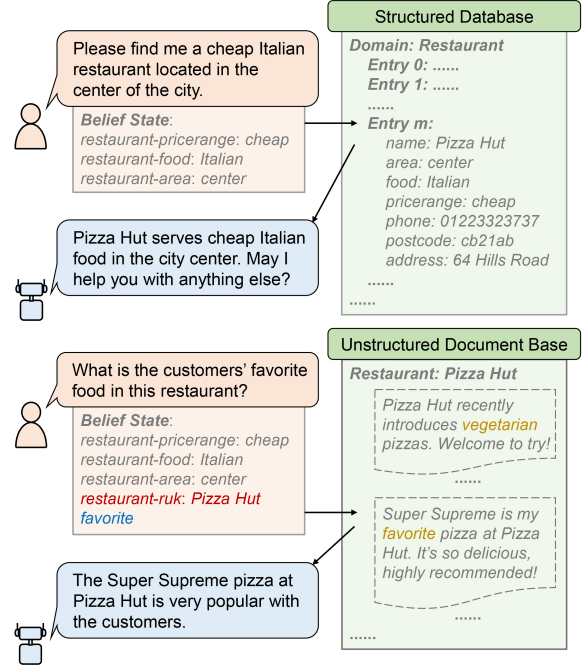 Structured Database
Please find me a cheap Italian
restaurant located in the
center of the city.
Belief State:
restaurant-pricerange: cheap
restaurant-food: Italian
restaurant-area: center
Domain: Restaurant
Entry 0: ......
Entry 1: ......
......
Entry m:
name: Pizza Hut
area: center
food: Italian
pricerange: cheap
phone: 01223323737
postcode: cb21ab
address: 64 Hills Road
......
......
Pizza Hut serves cheap Italian
food in the city center. May I
help you with anything else?
Unstructured Document Base
What is the customers' favorite
food in this restaurant?
Belief State:
restaurant-pricerange: cheap
restaurant-food: Italian
restaurant-area: center
restaurant-ruk: Pizza Hut
favorite
Restaurant: Pizza Hut
Pizza Hut recently
introduces vegetarian
pizzas. Welcome to try!
......
Super Supreme is my
favorite pizza at Pizza
Hut. It's so delicious,
highly recommended!
......
......
The Super Supreme pizza at
Pizza Hut is very popular with
the customers.